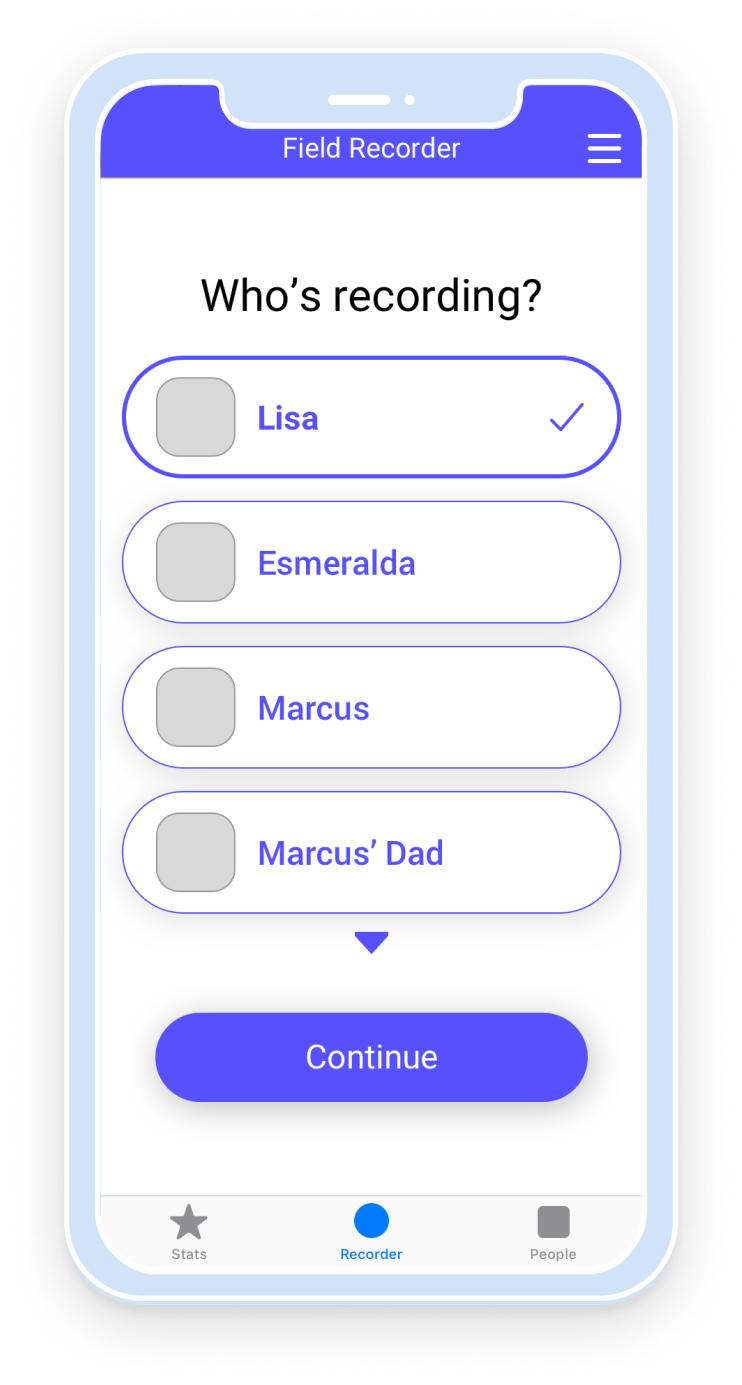 Field Recorder
Who’s recording?
Lisa
Esmeralda
Marcus
Marcus’ Dad
Continue
Stats
Recorder
People